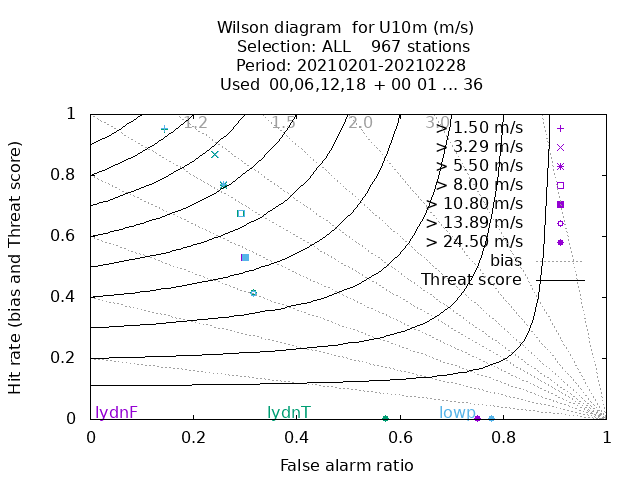 Wilson diagram  for U10m (m/s)
Selection: ALL    967 stations
Period: 20210201-20210228
Used  00,06,12,18 + 00 01 ... 36
1.2 1.5 2.0 3.0
> 1.50 m/s
> 3.29 m/s
> 5.50 m/s
> 8.00 m/s
> 10.80 m/s
> 13.89 m/s
> 24.50 m/s
bias
Threat score
1
0.8
0.6
0.4
0.2
0
Hit rate (bias and Threat score)
lydnF lydnT lowp
0 0.2 0.4 0.6 0.8 1
False alarm ratio